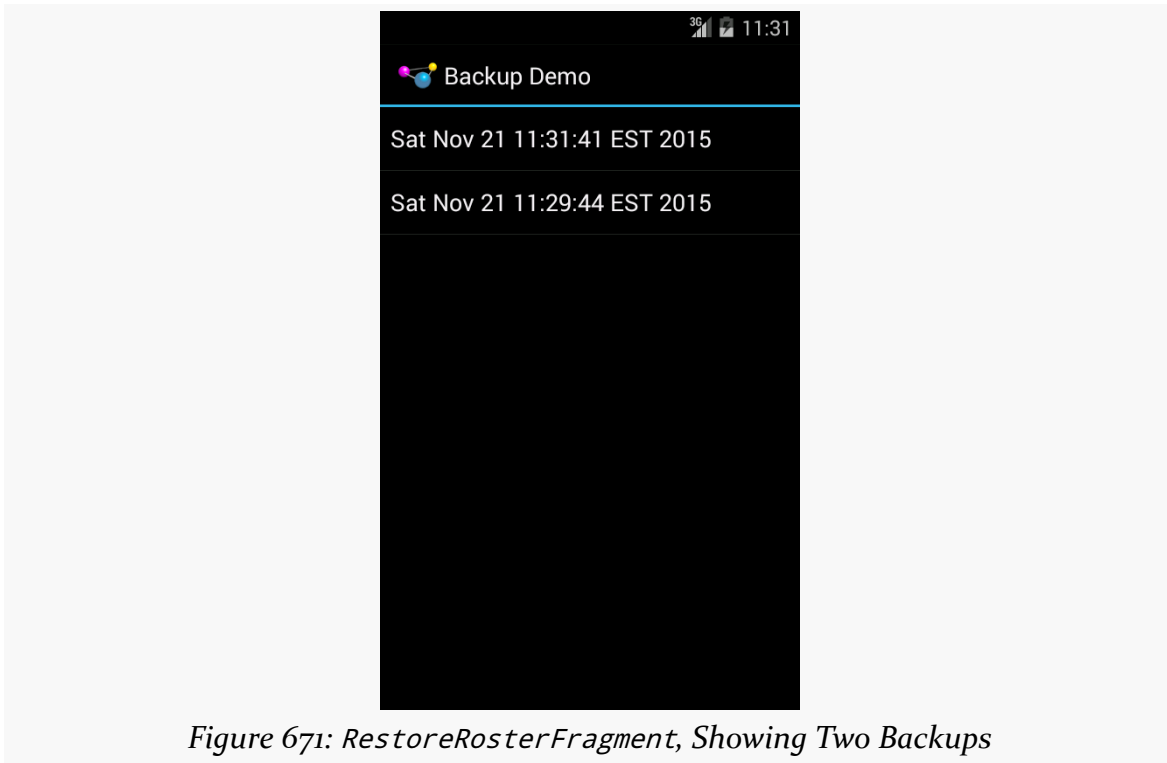 3G 11:31
Backup Demo
Sat Nov 21 11:31:41 EST 2015
Sat Nov 21 11:29:44 EST 2015
Figure 671: RestoreRosterFragment, Showing Two Backups